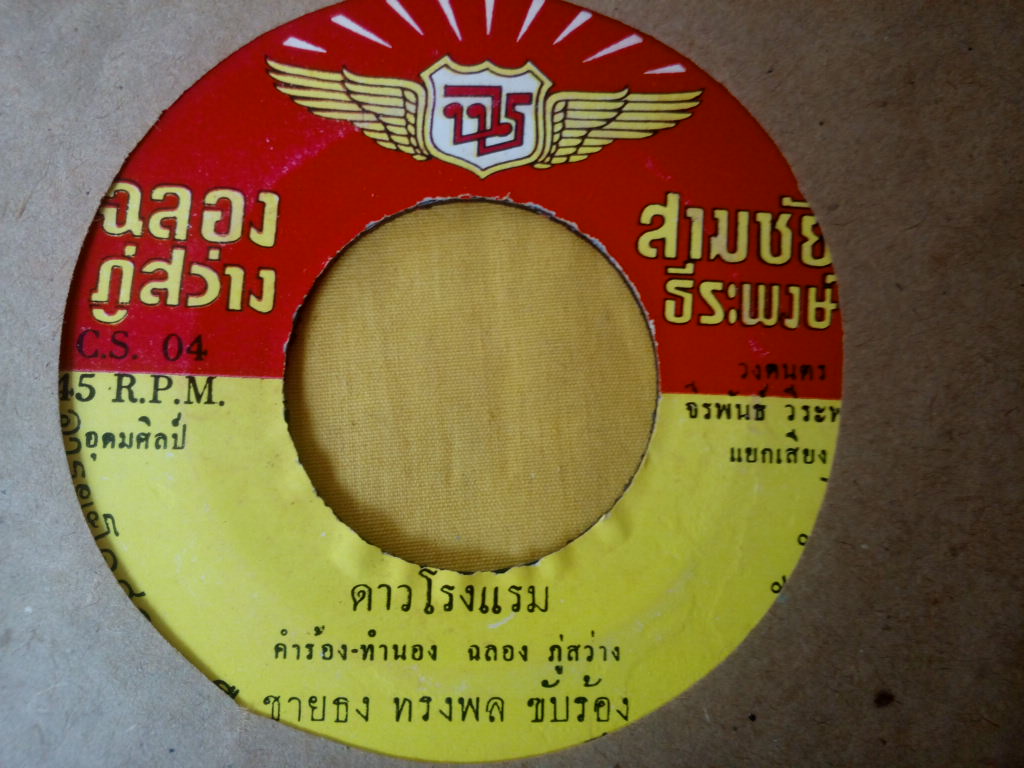 ฉลอง
ภู่สว่าง
สามชัย
ธีระพงษ์
C.S. 04
45 R.P.M.
อุดมศิลป์
วงดนตรี
จีรพันธ์ วีระ
แยกเสียง
ดาวโรงแรม
คำร้อง-ทำนอง ฉลอง ภู่สว่าง
ชายธง ทรงพล ขับร้อง